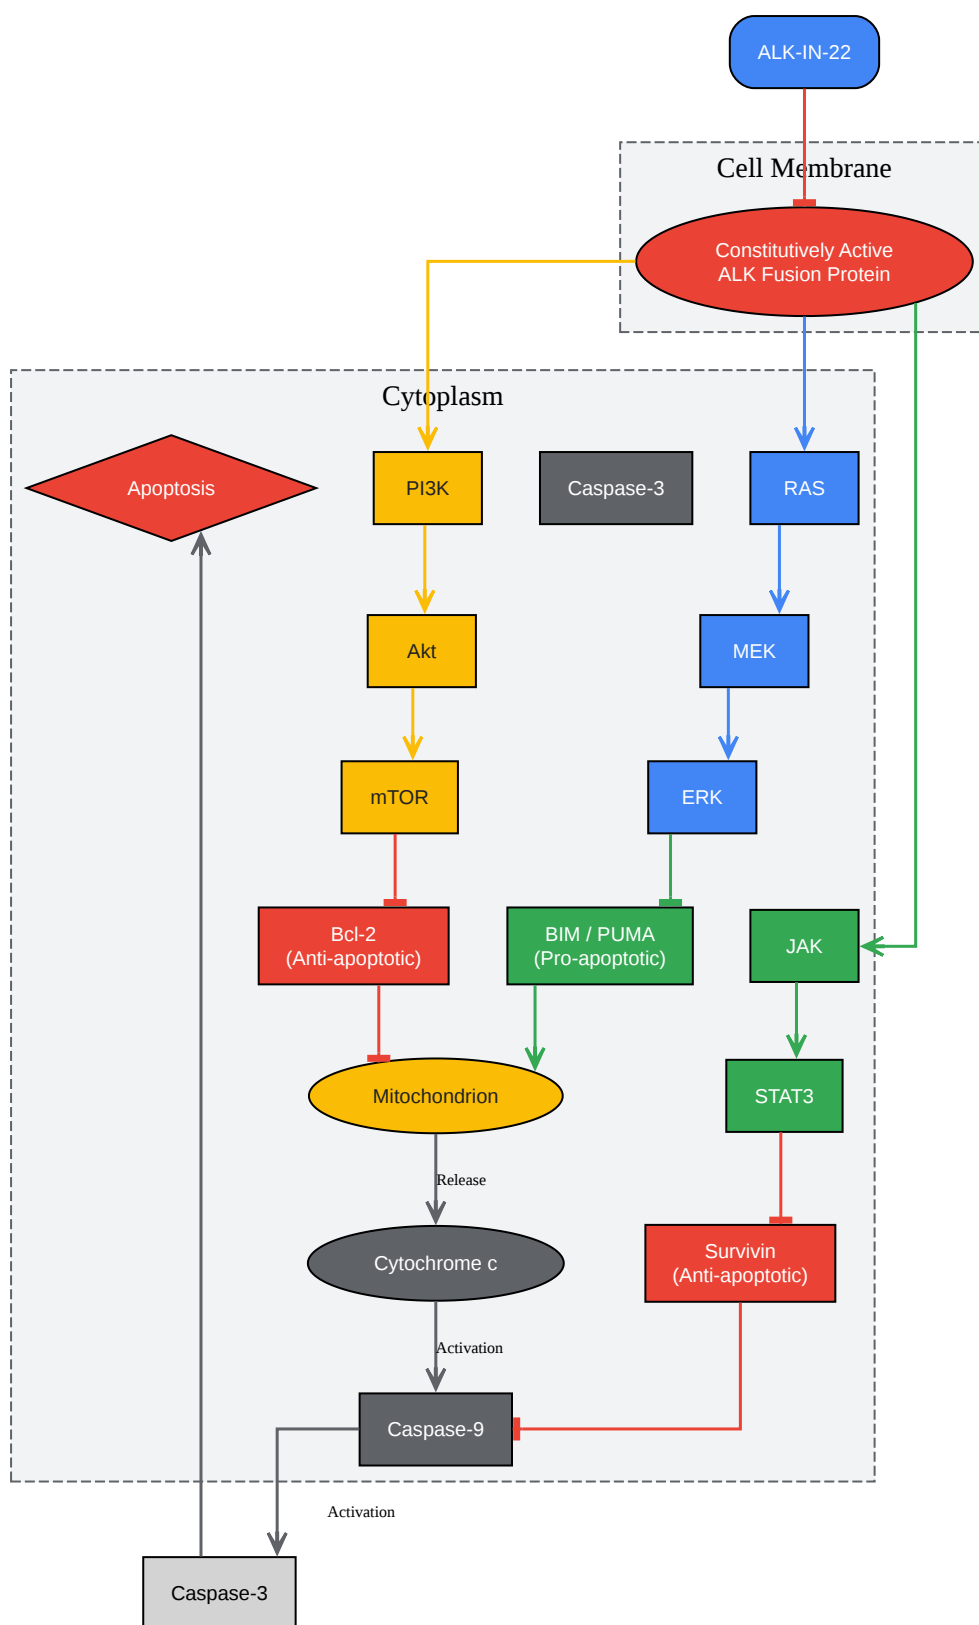 ALK-IN-22
Cell Membrane
Constitutively Active
ALK Fusion Protein
Cytoplasm
Apoptosis
PI3K
Caspase-3
RAS
Akt
MEK
mTOR
ERK
Bcl-2
(Anti-apoptotic)
BIM / PUMA
(Pro-apoptotic)
JAK
Mitochondrion
STAT3
Release
Cytochrome c
Survivin
(Anti-apoptotic)
Activation
Caspase-9
Activation
Caspase-3